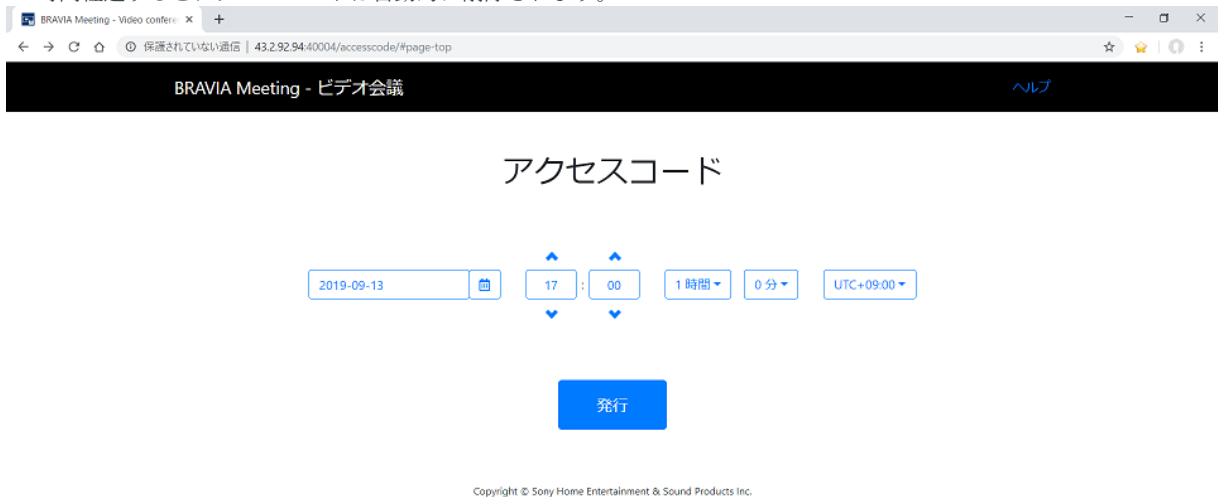 BRAVIA Meeting - Video confere
保護されていない通信 | 43.2.92.94:40004/accesscode/#page-top
BRAVIA Meeting - ビデオ会議 ヘルプ
アクセスコード
2019-09-13 17 : 00 1 時間 0 分 UTC+09:00
発行
Copyright © Sony Home Entertainment & Sound Products Inc.